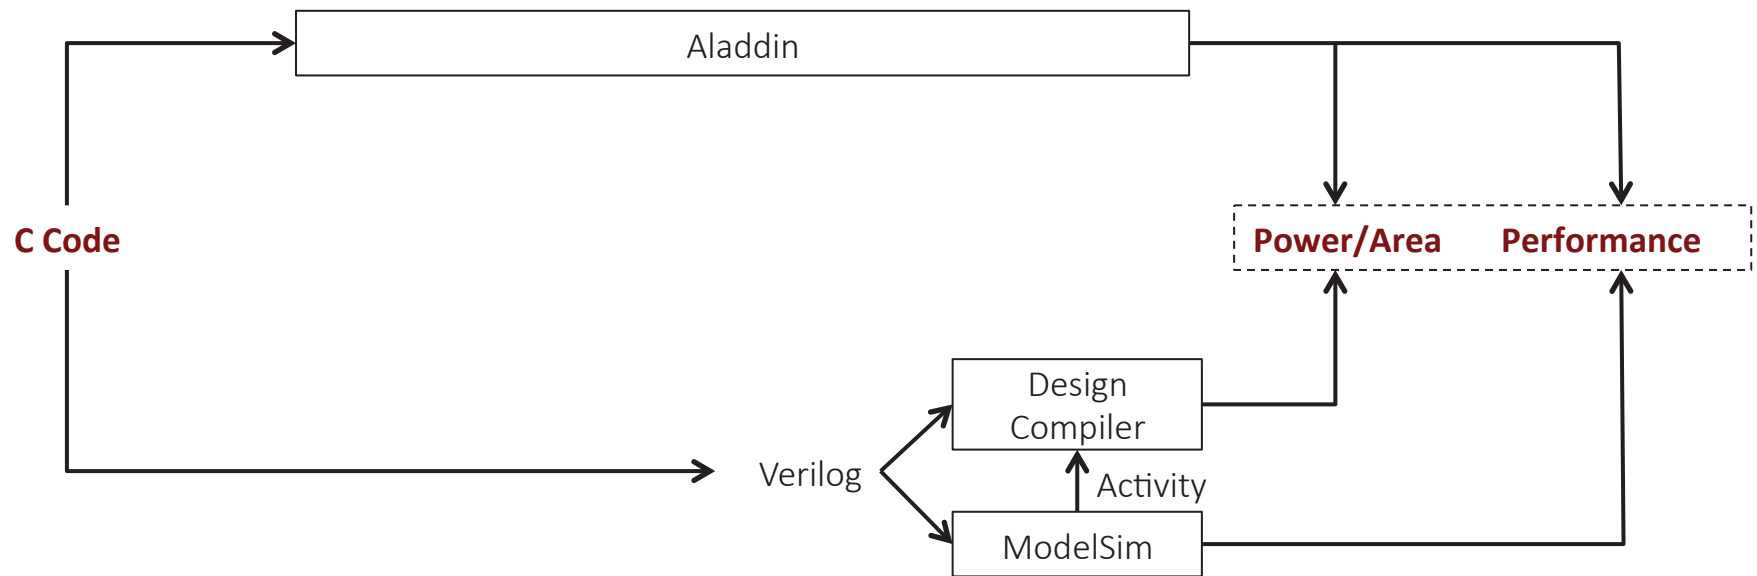 Aladdin
C Code
Power/Area
Performance
Design
Compiler
Verilog
Activity
ModelSim